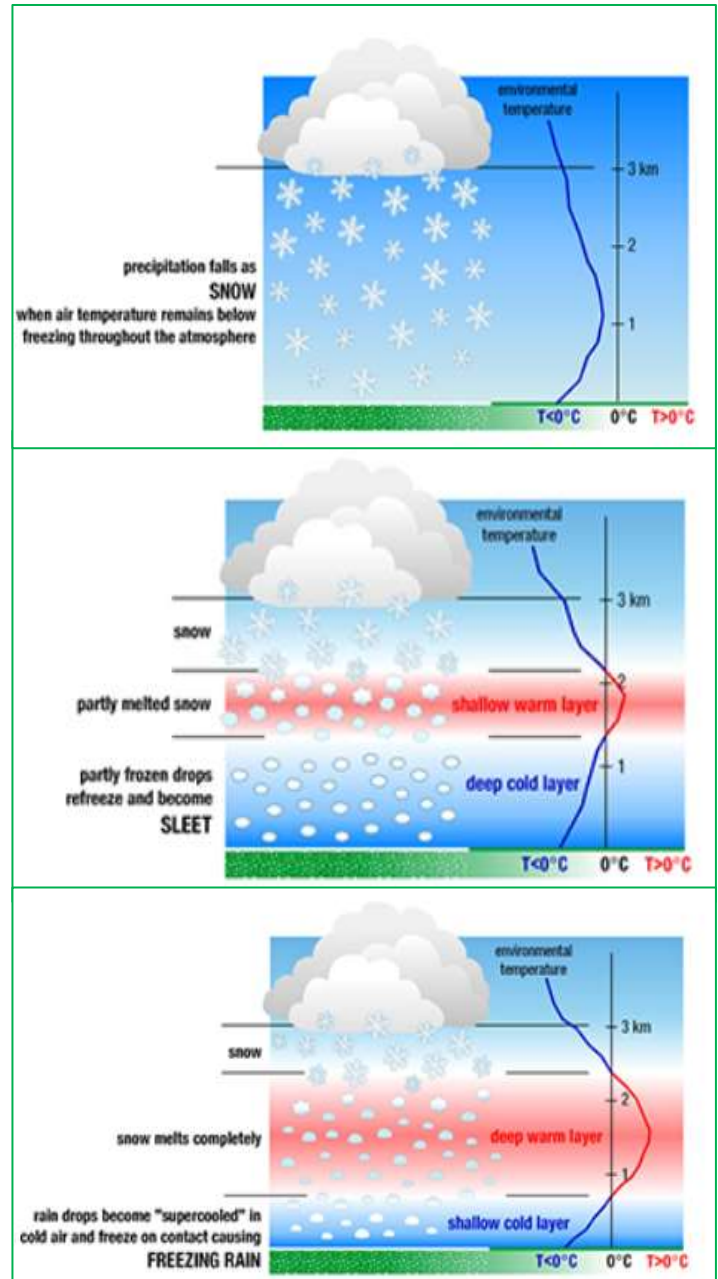 environmental
temperature
3 km
2
precipitation falls as
SNOW
when air temperature remains below
freezing throughout the atmosphere
1
T<0°C 0°C T>0°C
environmental
temperature
3 km
snow
2
partly melted snow
shallow warm layer
1
partly frozen drops
refreeze and become
SLEET
deep cold layer
T<0°C 0°C T>0°C
environmental
temperature
3 km
snow
2
snow melts completely
deep warm layer
1
rain drops become "supercooled" in
cold air and freeze on contact causing
FREEZING RAIN
shallow cold layer
T<0°C 0°C T>0°C